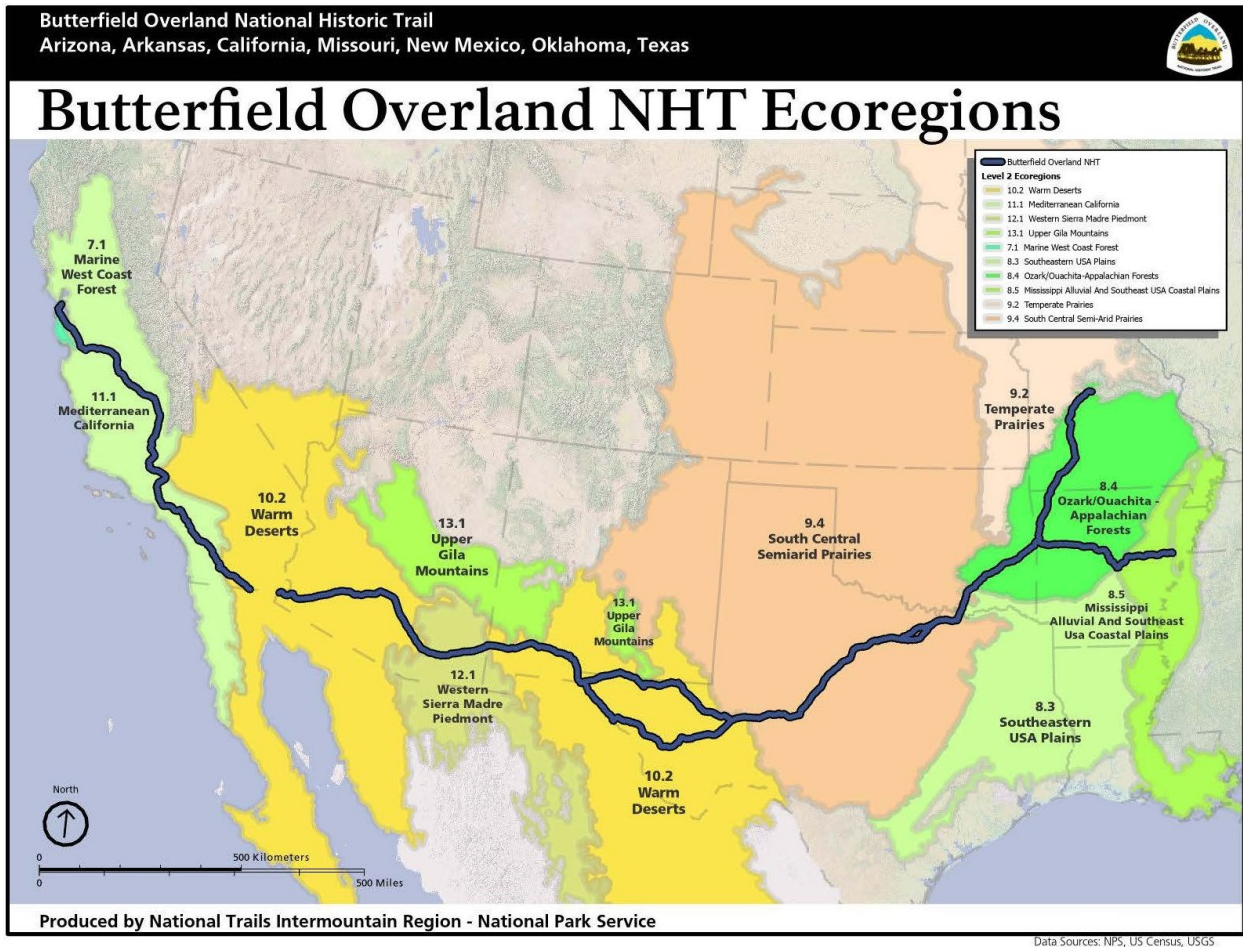 Butterfield Overland National Historic Trail
Arizona, Arkansas, California, Missouri, New Mexico, Oklahoma, Texas
BUTTERFIELD OVERLAND
NATIONAL HISTORIC TRAIL
Butterfield Overland NHT Ecoregions
Butterfield Overland NHT
Level 2 Ecoregions
10.2 Warm Deserts
11.1 Mediterranean California
12.1 Western Sierra Madre Piedmont
13.1 Upper Gila Mountains
7.1 Marine West Coast Forest
8.3 Southeastern USA Plains
8.4 Ozark/Ouachita-Appalachian Forests
8.5 Mississippi Alluvial And Southeast USA Coastal Plains
9.2 Temperate Prairies
9.4 South Central Semi-Arid Prairies
7.1
Marine
West Coast
Forest
11.1
Mediterranean
California
10.2
Warm
Deserts
13.1
Upper
Gila
Mountains
9.4
South Central
Semiarid Prairies
9.2
Temperate
Prairies
8.4
Ozark/Ouachita -
Appalachian
Forests
13.1
Upper
Gila
Mountains
8.5
Mississippi
Alluvial And Southeast
Usa Coastal Plains
12.1
Western
Sierra Madre
Piedmont
8.3
Southeastern
USA Plains
10.2
Warm
Deserts
North
0 500 Kilometers
0 500 Miles
Produced by National Trails Intermountain Region - National Park Service
Data Sources: NPS, US Census, USGS